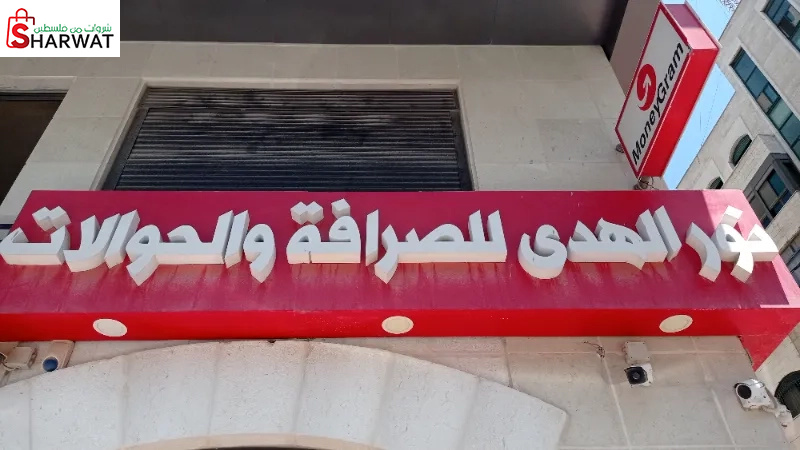 شروات من فلسطين
SHARWAT
MoneyGram
نور الهدى للصرافة والحوالات